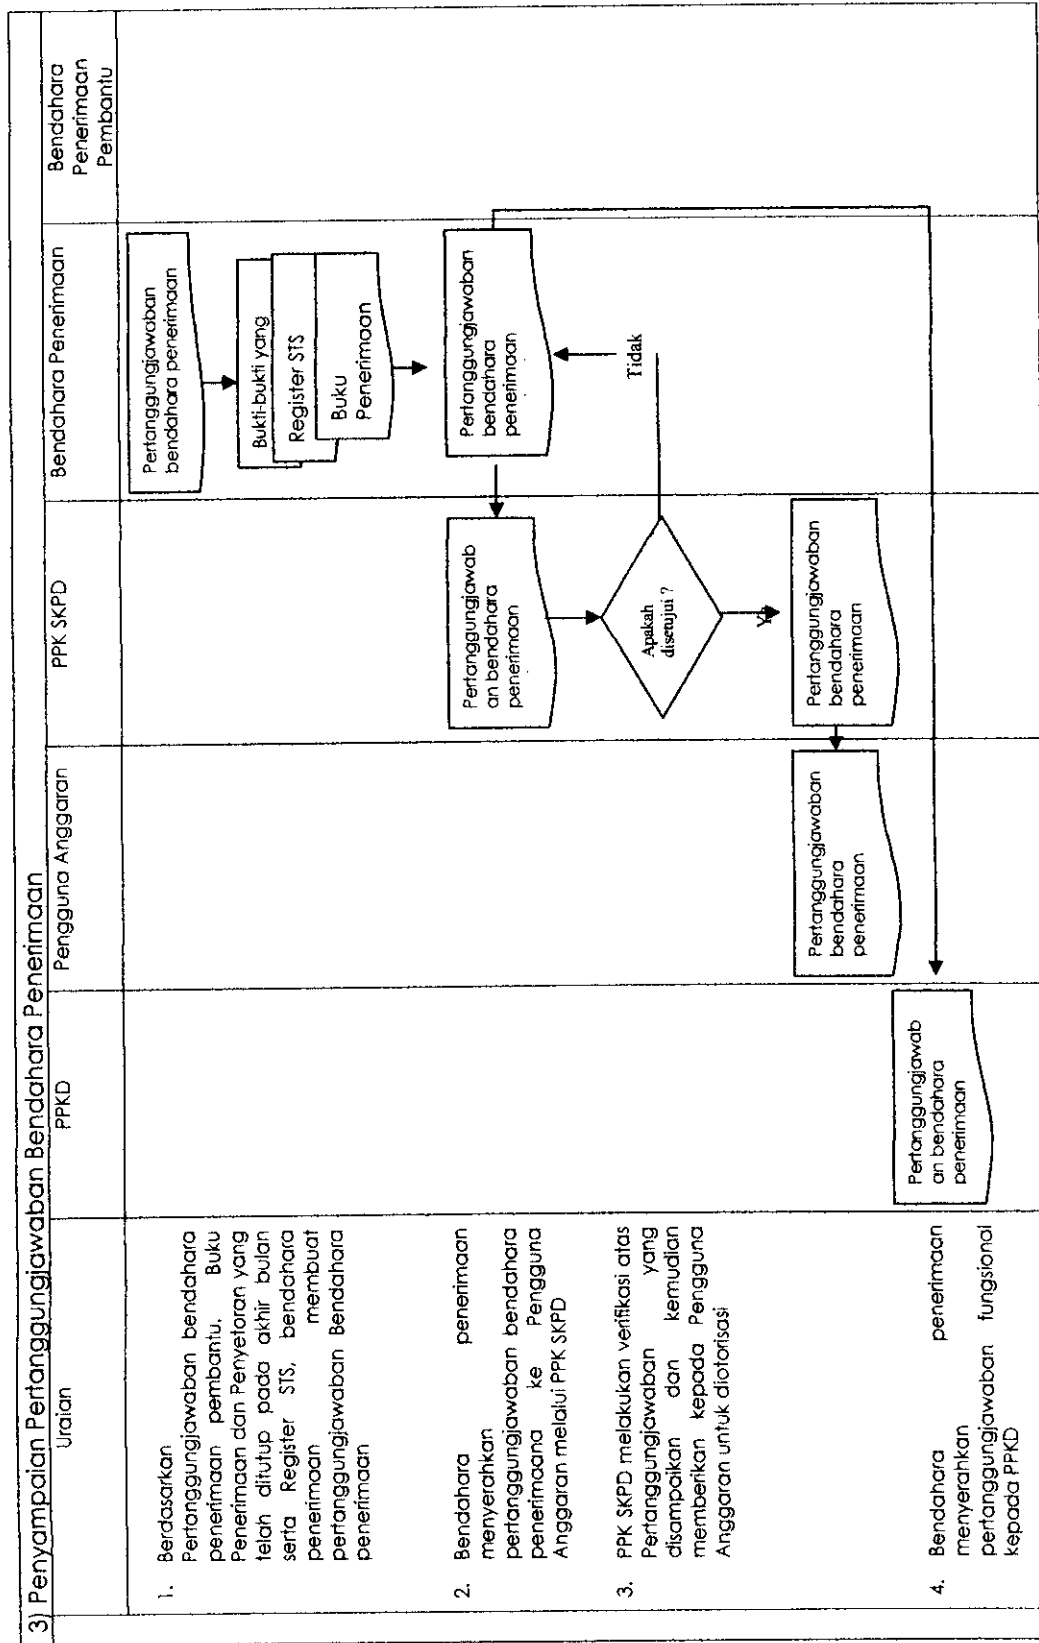 3) Penyampaian Pertanggungjawaban Bendahara Penerimaan
Uraian
PPKD
Pengguna Anggaran
PPK SKPD
Bendahara Penerimaan
Bendahara
Penerimaan
Pembantu
1. Berdasarkan
Pertanggungjawaban bendahara
penerimaan pembantu, Buku
Penerimaan dan Penyetoran yang
telah ditutup pada akhir bulan
serta Register STS, bendahara
penerimaan membuat
pertanggungjawaban Bendahara
penerimaan
2. Bendahara penerimaan
menyerahkan
pertanggungjawaban bendahara
penerimaana ke Pengguna
Anggaran melalui PPK SKPD
3. PPK SKPD melakukan verifikasi atas
Pertanggungjawaban yang
disampaikan dan kemudian
memberikan kepada Pengguna
Anggaran untuk diotorisasi
4. Bendahara penerimaan
menyerahkan
pertanggungjawaban fungsional
kepada PPKD
Pertanggungjawaban
bendahara penerimaan
Bukti-bukti yang
Register STS
Buku
Penerimaan
Pertanggungjawaban
bendahara
penerimaan
Pertanggungjawab
an bendahara
penerimaan
Apakah
disetujui ?
Tidak
Pertanggungjawaban
bendahara
penerimaan
Pertanggungjawaban
bendahara
penerimaan
Pertanggungjawab
an bendahara
penerimaan